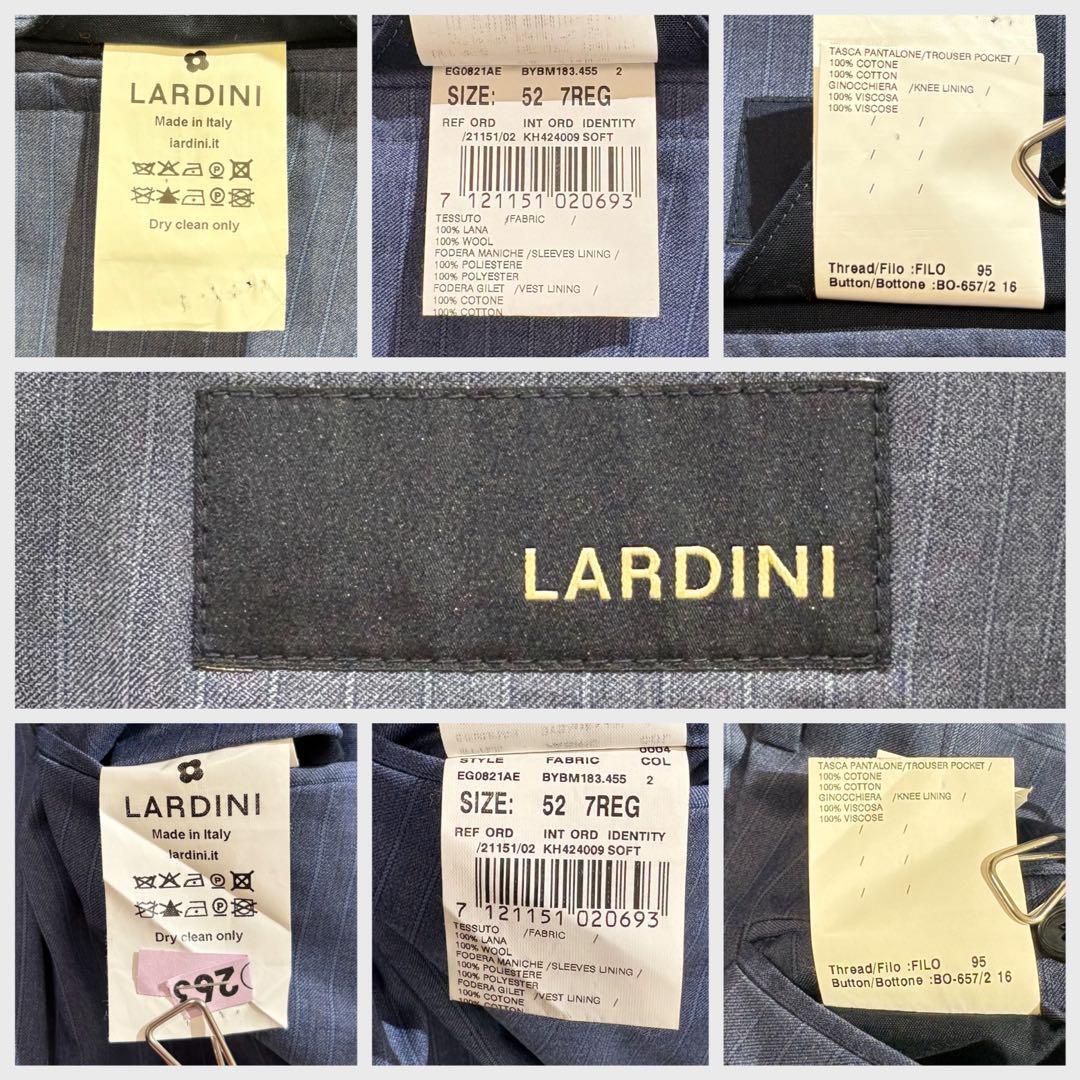 LARDINI
Made in Italy
lardini.it
Dry clean only
EG0821AE BYBM183.455 2
SIZE: 52 7REG
REF ORD INT ORD IDENTITY
/21151/02 KH424009 SOFT
7 121151 020693
TESSUTO /FABRIC /
100% LANA
100% WOOL
FODERA MANICHE /SLEEVES LINING /
100% POLIESTERE
100% POLYESTER
FODERA GILET /VEST LINING /
100% COTONE
100% COTTON
TASCA PANTALONE/TROUSER POCKET /
100% COTONE
100% COTTON
GINOCCHIERA /KNEE LINING /
100% VISCOSA
100% VISCOSE
/ /
/ /
/ /
Thread/Filo :FILO 95
Button/Bottone :BO-657/2 16
LARDINI
LARDINI
Made in Italy
lardini.it
Dry clean only
0004
STYLE FABRIC COL
EG0821AE BYBM183.455 2
SIZE: 52 7REG
REF ORD INT ORD IDENTITY
/21151/02 KH424009 SOFT
7 121151 020693
TESSUTO /FABRIC /
100% LANA
100% WOOL
FODERA MANICHE /SLEEVES LINING /
100% POLIESTERE
100% POLYESTER
FODERA GILET /VEST LINING /
100% COTONE
TASCA PANTALONE/TROUSER POCKET /
100% COTONE
100% COTTON
GINOCCHIERA /KNEE LINING /
100% VISCOSA
100% VISCOSE
/ /
/ /
/ /
Thread/Filo :FILO 95
Button/Bottone :BO-657/2 16